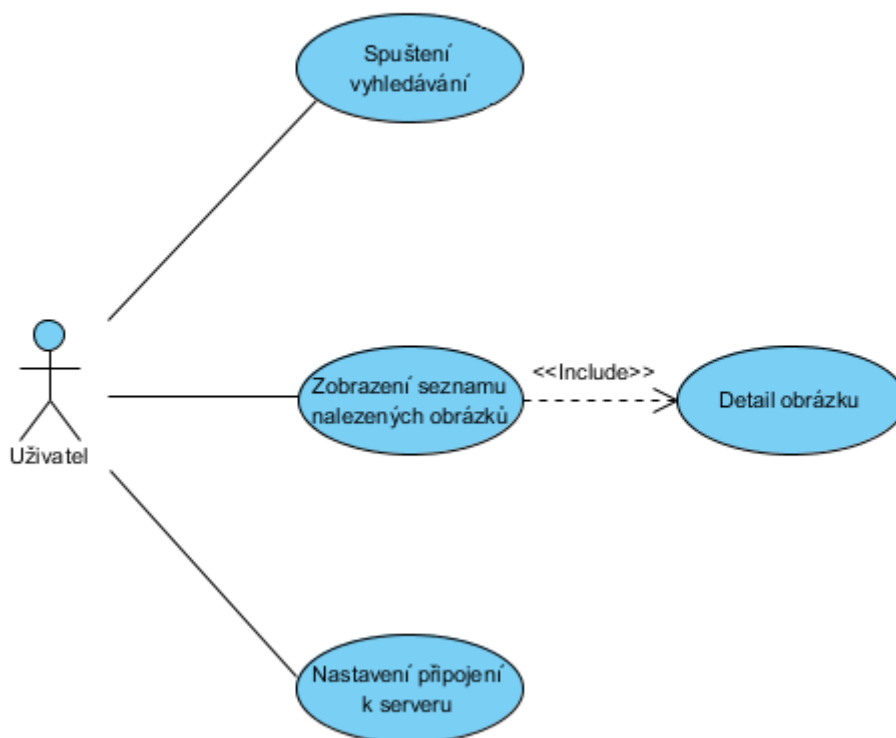 Spuštení
vyhledávání
Zobrazení seznamu
nalezených obrázků
<<Include>>
Detail obrázku
Uživatel
Nastavení připojení
k serveru